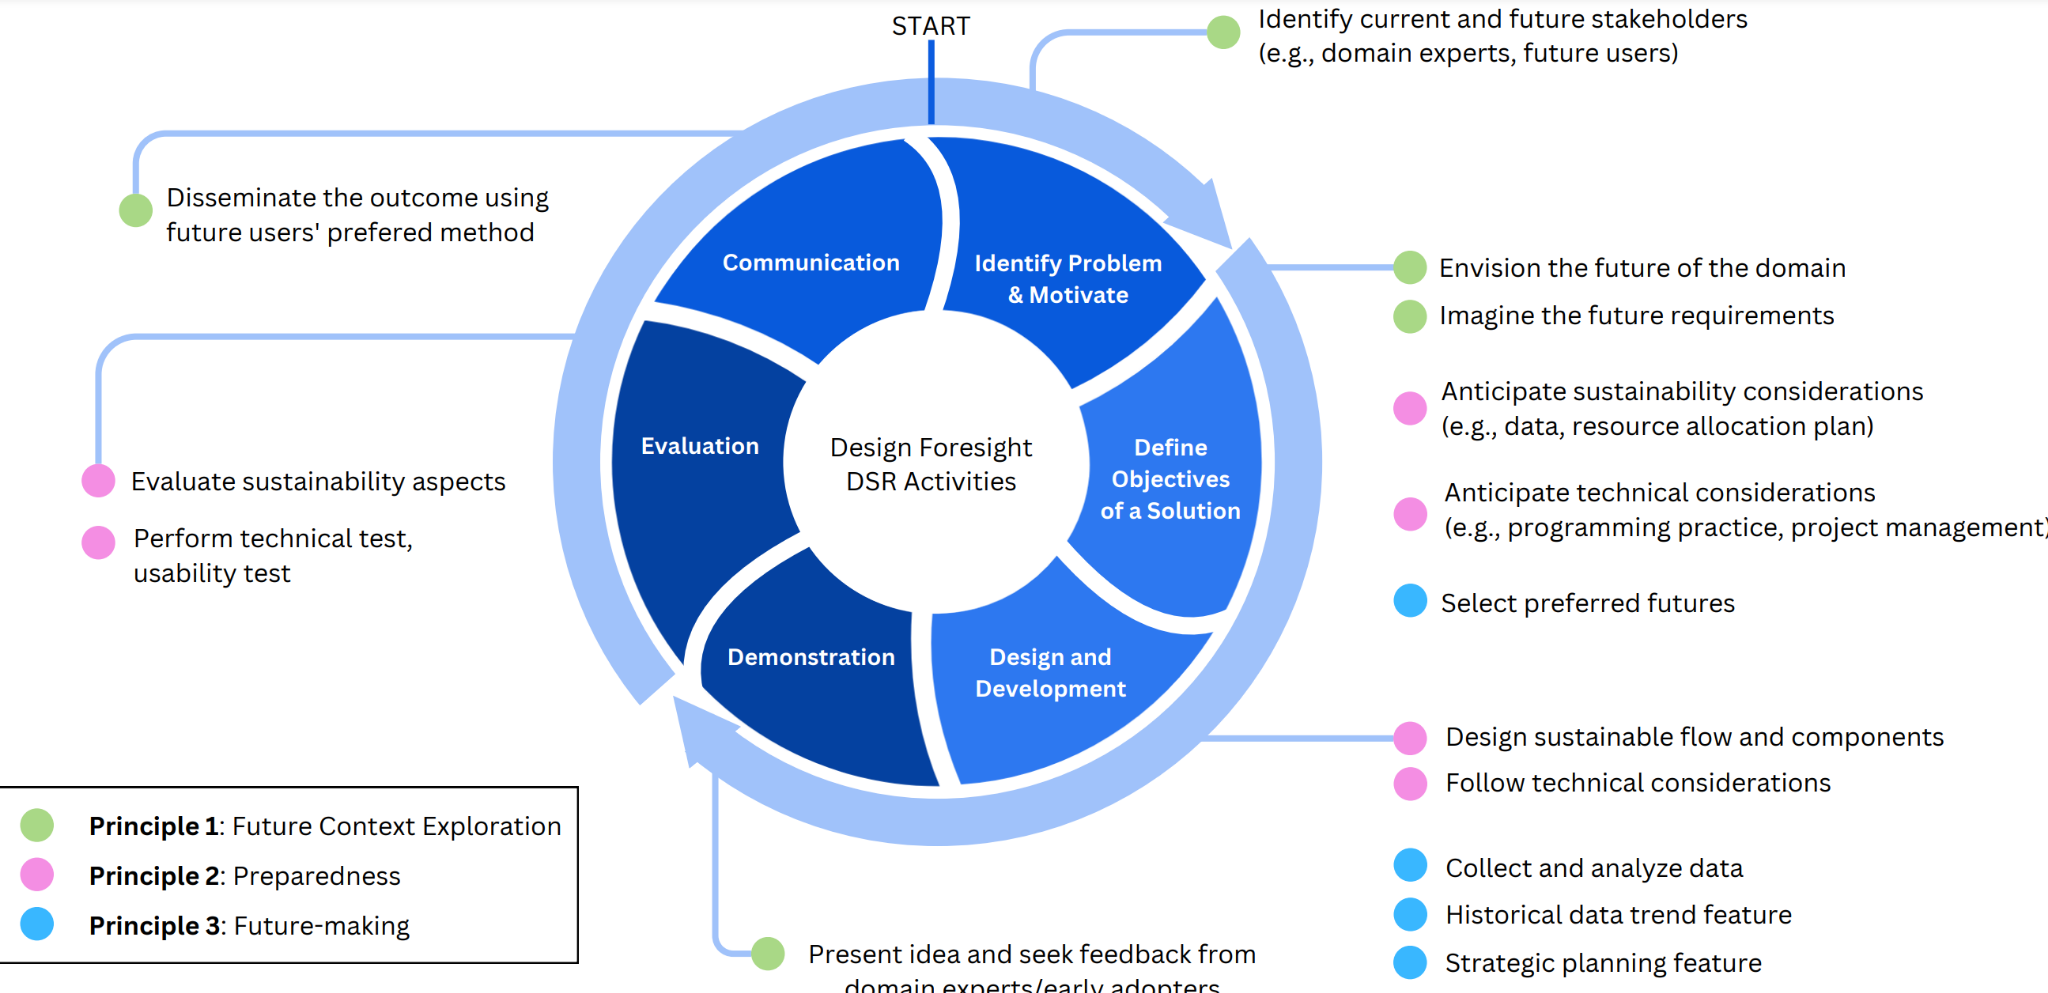 START
Identify current and future stakeholders
(e.g., domain experts, future users)
Disseminate the outcome using
future users' prefered method
Communication
Identify Problem
& Motivate
Envision the future of the domain
Imagine the future requirements
Anticipate sustainability considerations
(e.g., data, resource allocation plan)
Anticipate technical considerations
(e.g., programming practice, project management)
Select preferred futures
Evaluation
Design Foresight
DSR Activities
Define
Objectives
of a Solution
Evaluate sustainability aspects
Perform technical test,
usability test
Demonstration
Design and
Development
Design sustainable flow and components
Follow technical considerations
Collect and analyze data
Historical data trend feature
Strategic planning feature
Principle 1: Future Context Exploration
Principle 2: Preparedness
Principle 3: Future-making
Present idea and seek feedback from
domain experts/early adopters